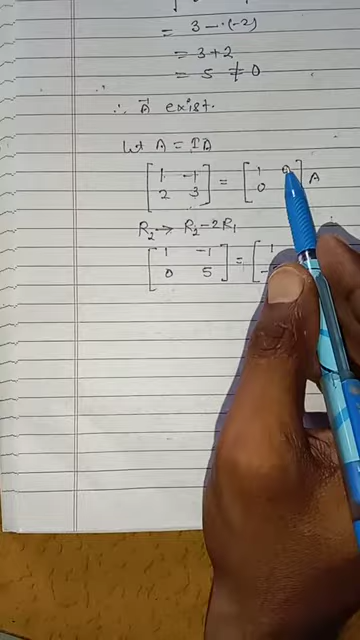 = 3 - (-2)
= 3 + 2
= 5 ≠ 0
∴ A⁻¹ exist.
Let A = IA
[1 -1; 2 3] = [1 0; 0
] A
R₂ → R₂ - 2R₁
[1 -1; 0 5] = [1